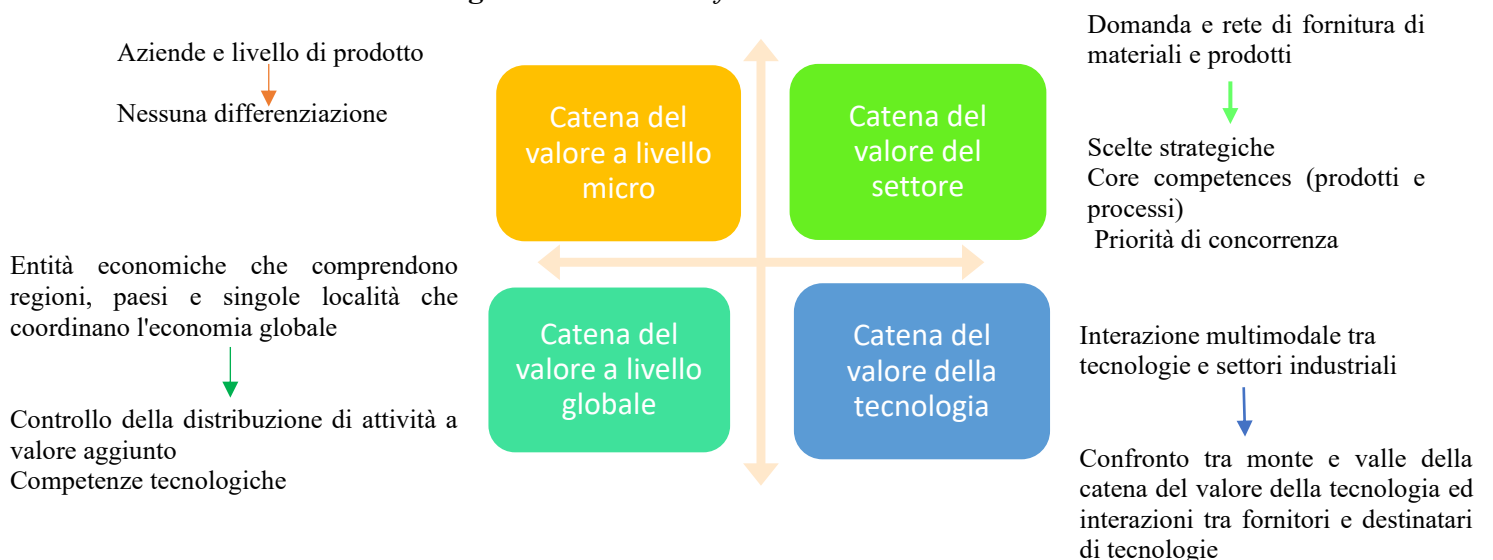 Aziende e livello di prodotto
Nessuna differenziazione
Catena del
valore a livello
micro
Catena del
valore del
settore
Domanda e rete di fornitura di
materiali e prodotti
Scelte strategiche
Core competences (prodotti e
processi)
Priorità di concorrenza
Entità economiche che comprendono
regioni, paesi e singole località che
coordinano l'economia globale
Controllo della distribuzione di attività a
valore aggiunto
Competenze tecnologiche
Catena del
valore a livello
globale
Catena del
valore della
tecnologia
Interazione multimodale tra
tecnologie e settori industriali
Confronto tra monte e valle della
catena del valore della tecnologia ed
interazioni tra fornitori e destinatari
di tecnologie